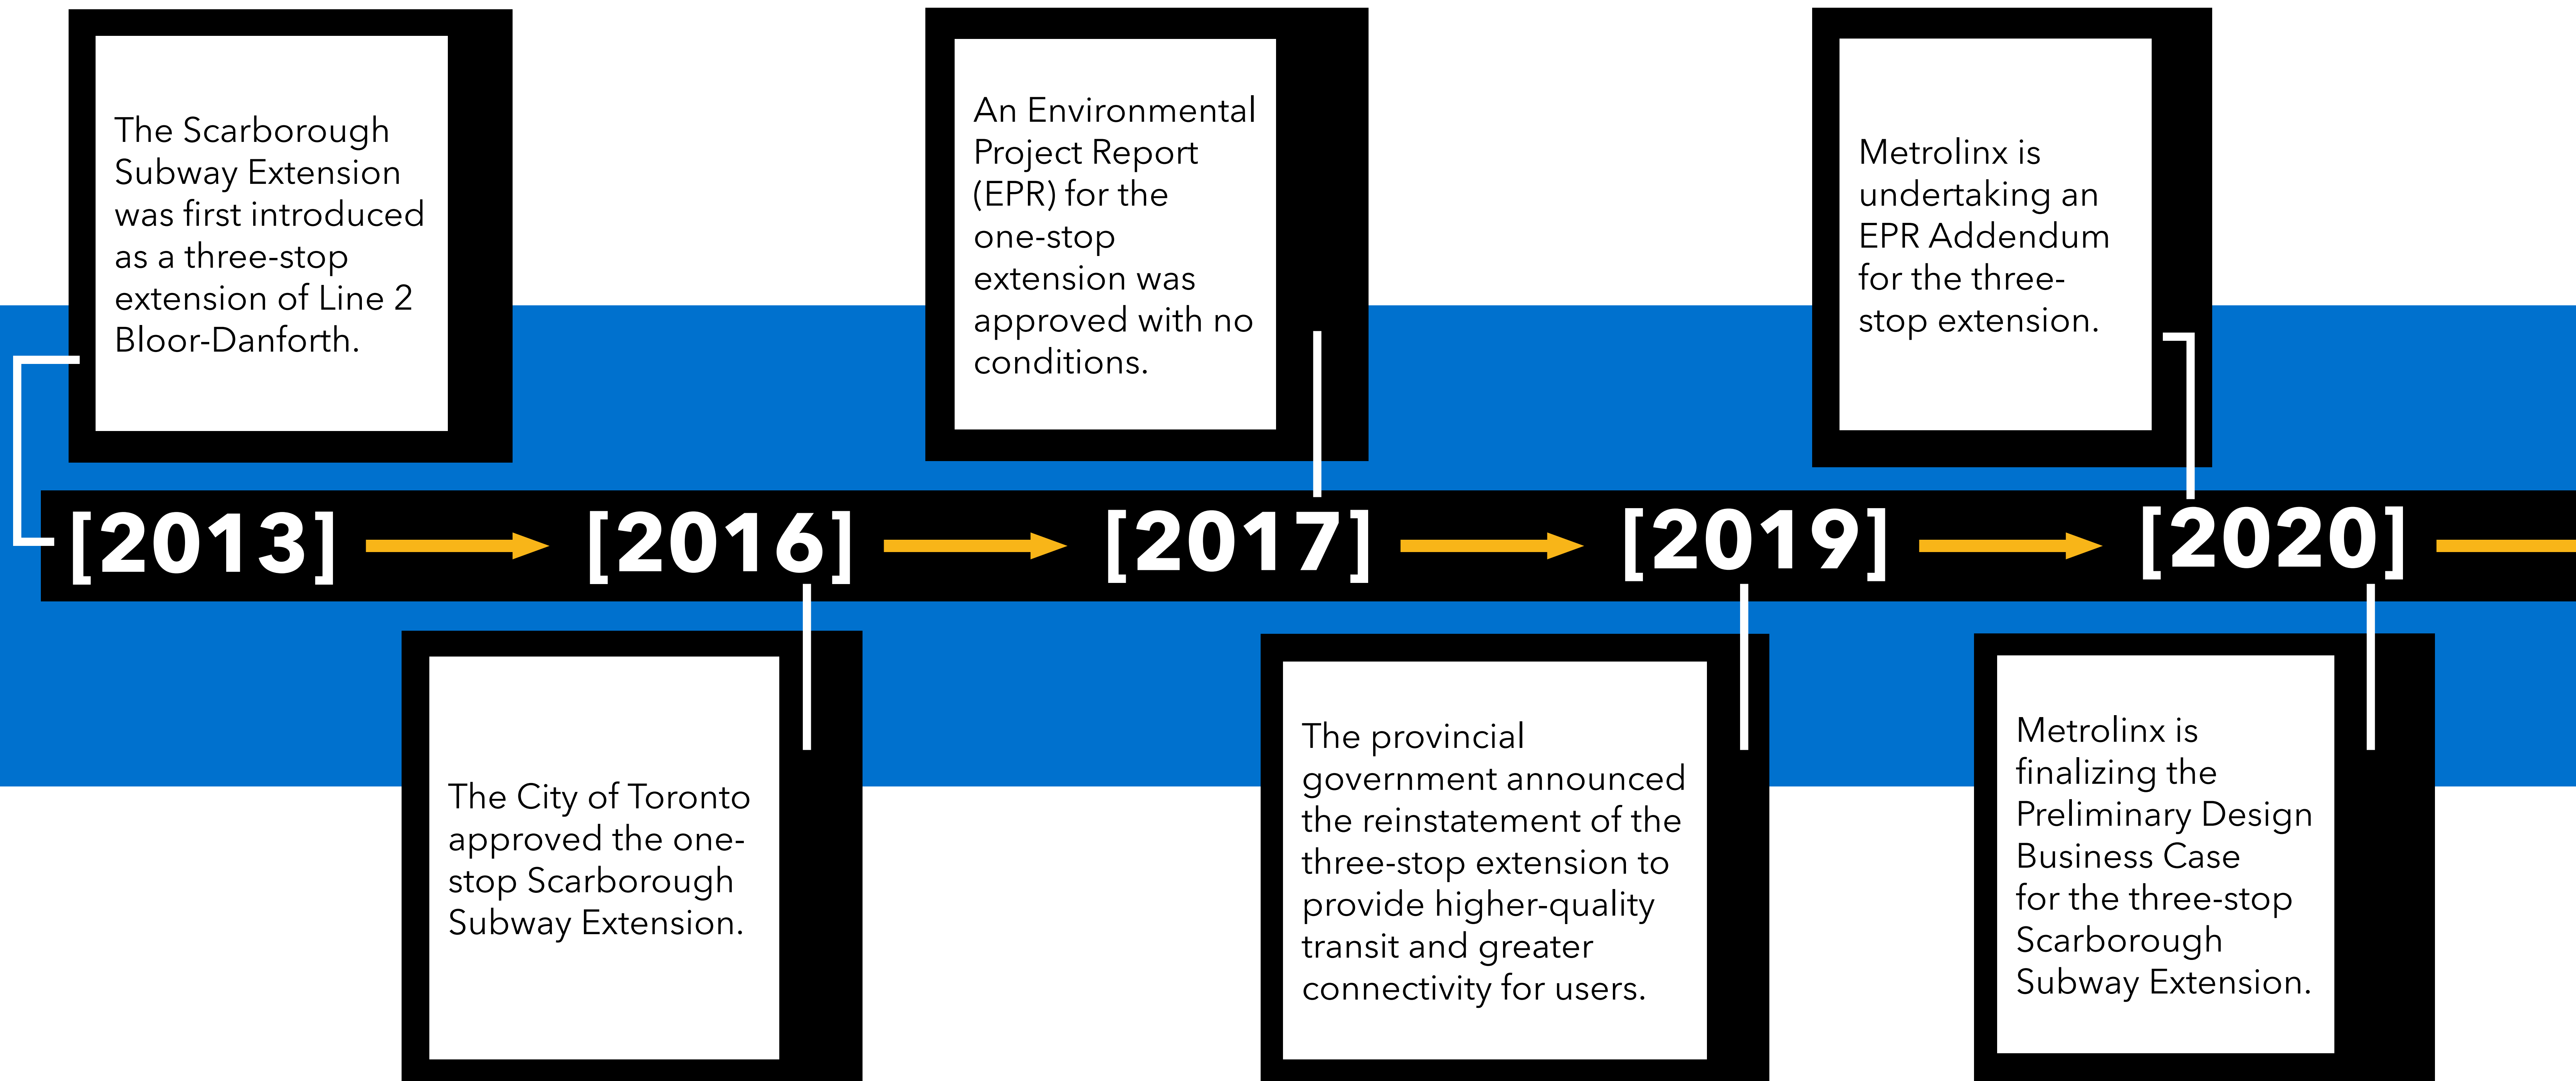 The Scarborough
Subway Extension
was first introduced
as a three-stop
extension of Line 2
Bloor-Danforth.
An Environmental
Project Report
(EPR) for the
one-stop
extension was
approved with no
conditions.
Metrolinx is
undertaking an
EPR Addendum
for the three-
stop extension.
[2013]
[2016]
[2017]
[2019]
[2020]
The City of Toronto
approved the one-
stop Scarborough
Subway Extension.
The provincial
government announced
the reinstatement of the
three-stop extension to
provide higher-quality
transit and greater
connectivity for users.
Metrolinx is
finalizing the
Preliminary Design
Business Case
for the three-stop
Scarborough
Subway Extension.